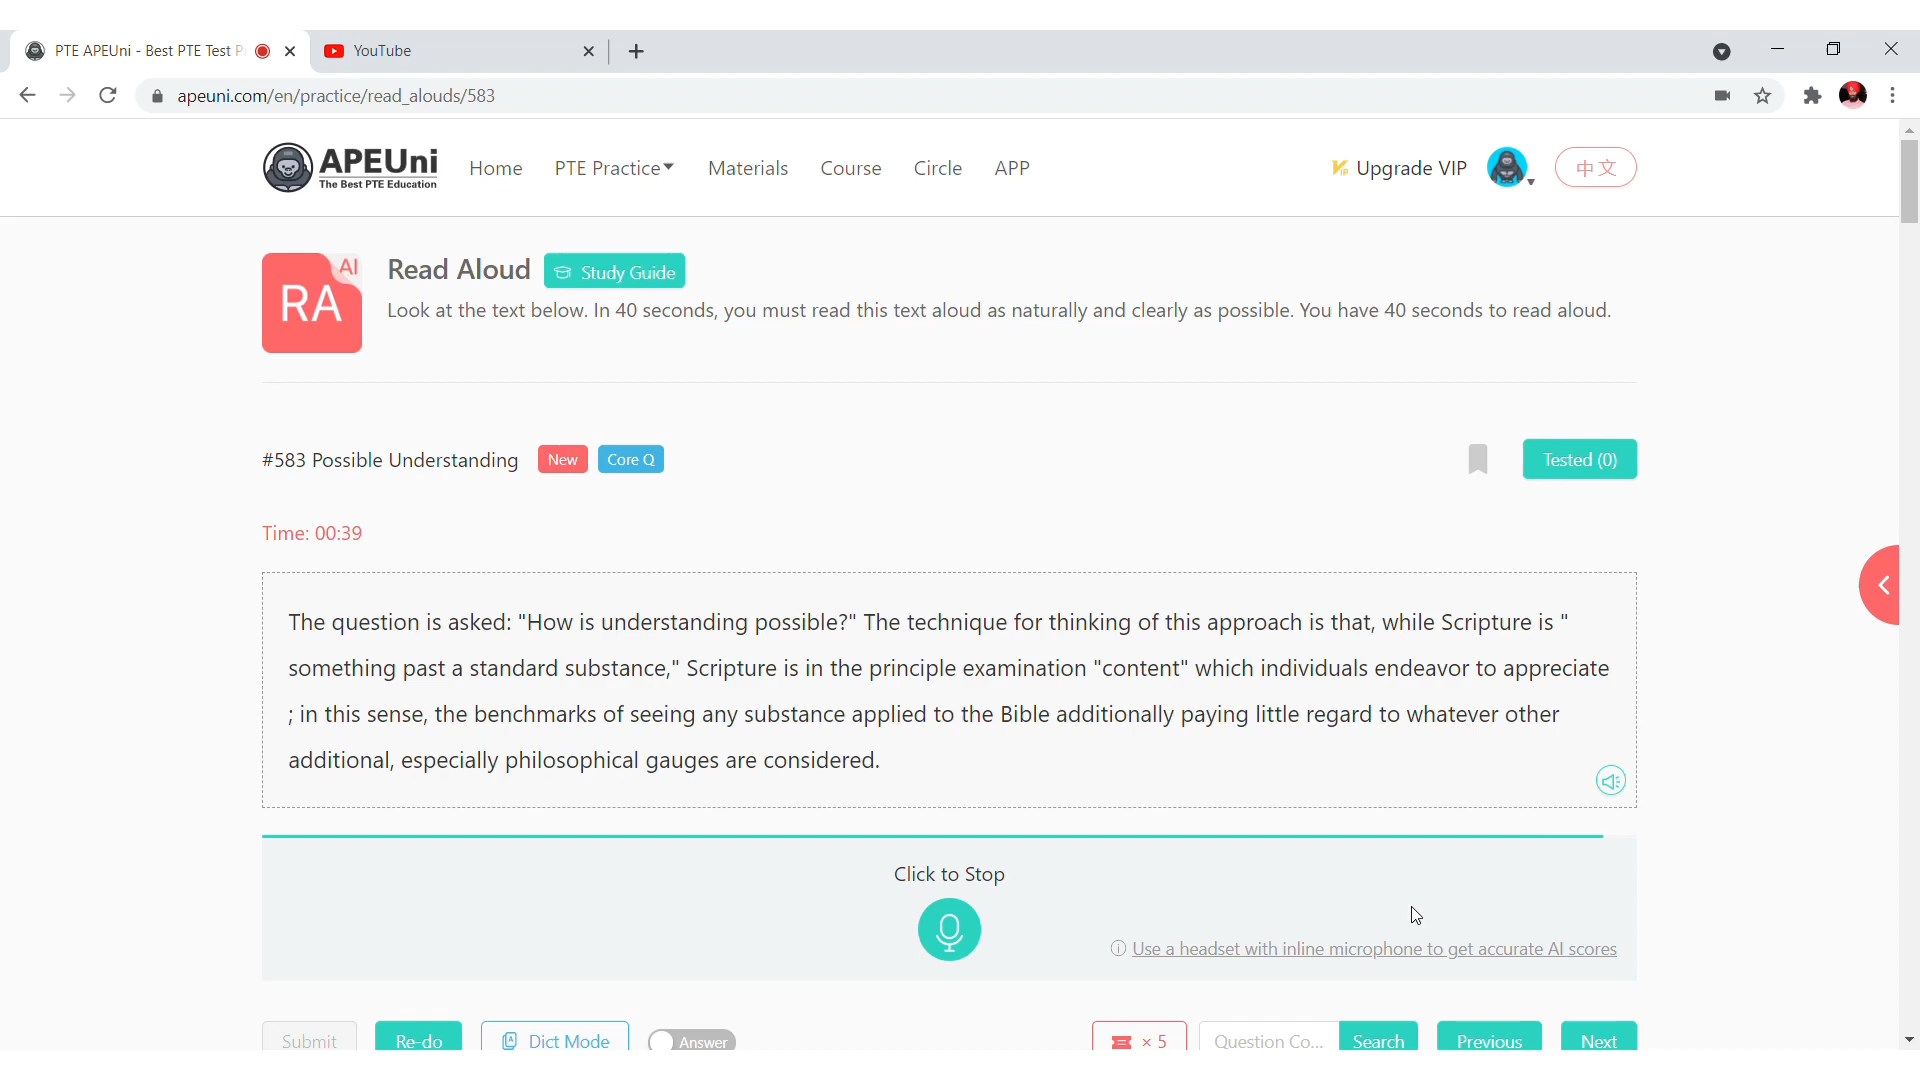 PTE APEUni - Best PTE Test P
YouTube
apeuni.com/en/practice/read_alouds/583
APEUni
The Best PTE Education
Home
PTE Practice
Materials
Course
Circle
APP
Upgrade VIP
中文
RA
AI
Read Aloud
Study Guide
Look at the text below. In 40 seconds, you must read this text aloud as naturally and clearly as possible. You have 40 seconds to read aloud.
#583 Possible Understanding
New
Core Q
Tested (0)
Time: 00:39
The question is asked: "How is understanding possible?" The technique for thinking of this approach is that, while Scripture is "
something past a standard substance," Scripture is in the principle examination "content" which individuals endeavor to appreciate
; in this sense, the benchmarks of seeing any substance applied to the Bible additionally paying little regard to whatever other
additional, especially philosophical gauges are considered.
Click to Stop
Use a headset with inline microphone to get accurate AI scores
Submit
Re-do
Dict Mode
Answer
× 5
Question Co...
Search
Previous
Next